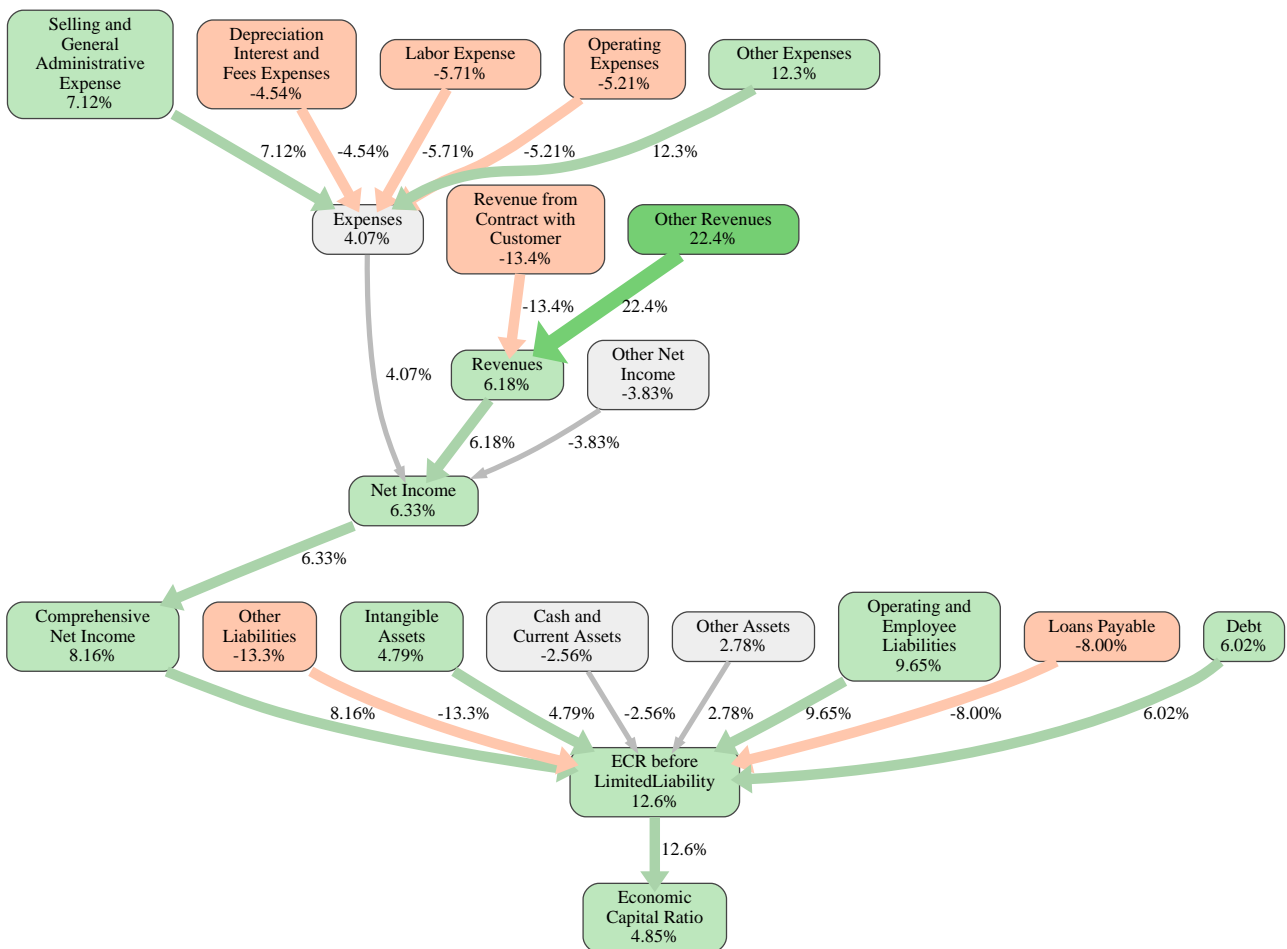 Selling and
General
Administrative
Expense
7.12%
Depreciation
Interest and
Fees Expenses
-4.54%
Labor Expense
-5.71%
Operating
Expenses
-5.21%
Other Expenses
12.3%
7.12%
-4.54%
-5.71%
-5.21%
12.3%
Expenses
4.07%
Revenue from
Contract with
Customer
-13.4%
Other Revenues
22.4%
-13.4%
22.4%
4.07%
Revenues
6.18%
Other Net
Income
-3.83%
6.18%
-3.83%
Net Income
6.33%
6.33%
Comprehensive
Net Income
8.16%
Other
Liabilities
-13.3%
Intangible
Assets
4.79%
Cash and
Current Assets
-2.56%
Other Assets
2.78%
Operating and
Employee
Liabilities
9.65%
Loans Payable
-8.00%
Debt
6.02%
8.16%
-13.3%
4.79%
-2.56%
2.78%
9.65%
-8.00%
6.02%
ECR before
LimitedLiability
12.6%
12.6%
Economic
Capital Ratio
4.85%